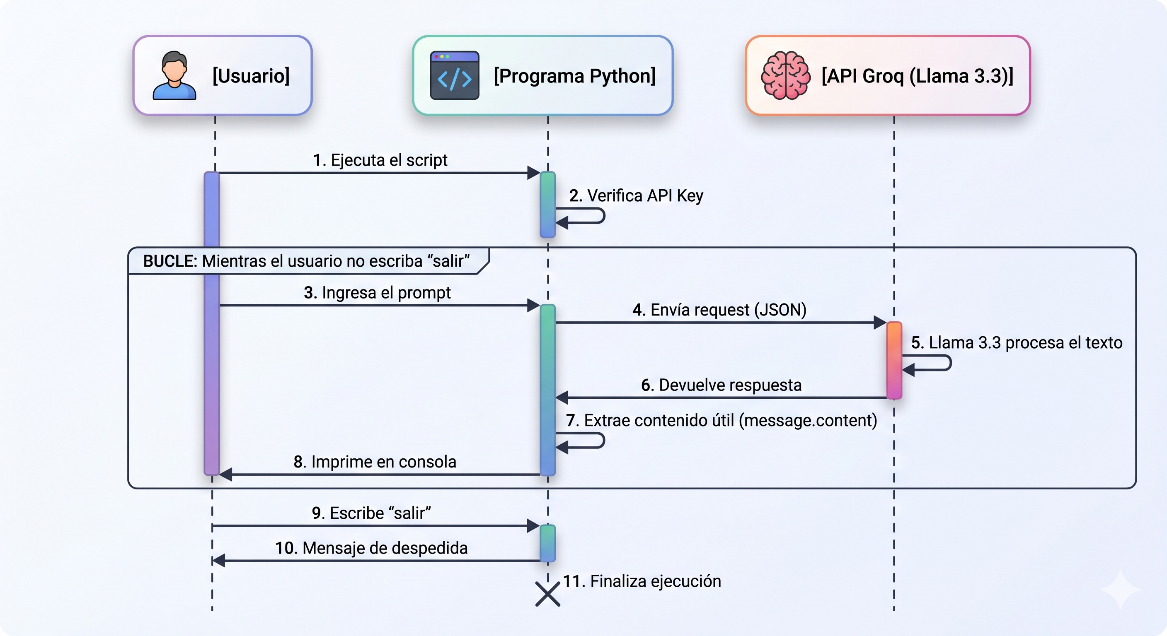 [Usuario]
[Programa Python]
[API Groq (Llama 3.3)]
1. Ejecuta el script
2. Verifica API Key
BUCLE: Mientras el usuario no escriba “salir”
3. Ingresa el prompt
4. Envía request (JSON)
5. Llama 3.3 procesa el texto
6. Devuelve respuesta
7. Extrae contenido útil (message.content)
8. Imprime en consola
9. Escribe “salir”
10. Mensaje de despedida
11. Finaliza ejecución